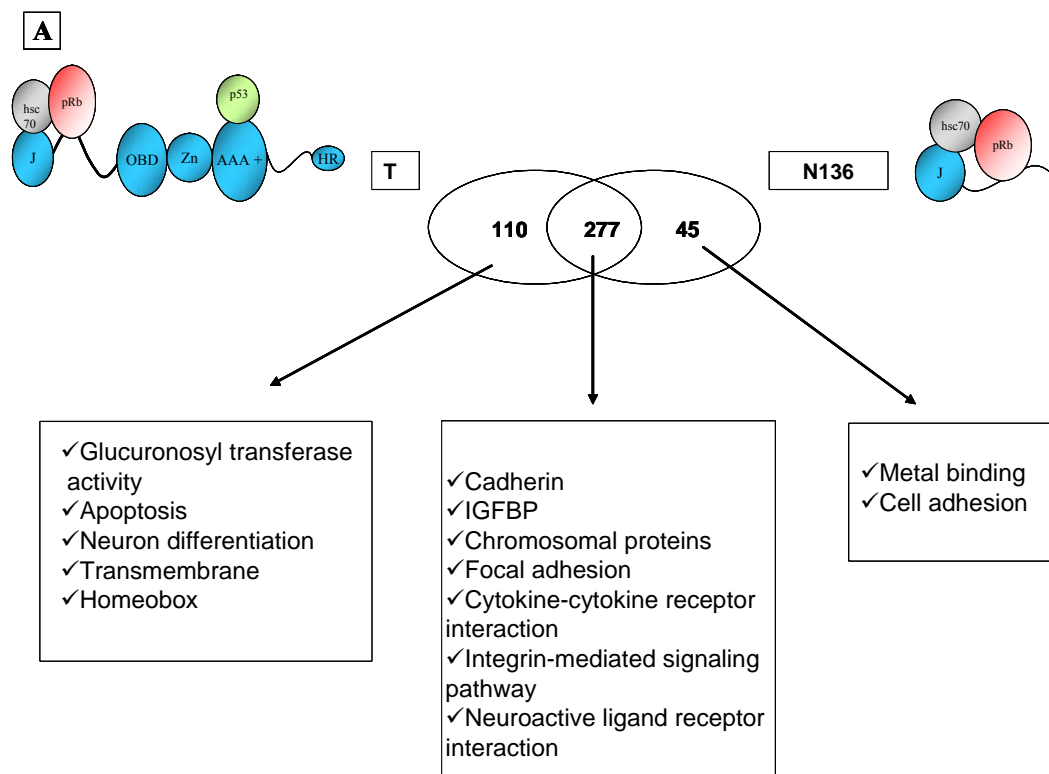 A
hsc
70
pRb
J
OBD
Zn
p53
AAA +
HR
T
N136
hsc70
pRb
J
110
277
45
✓Glucuronosyl transferase
activity
✓Apoptosis
✓Neuron differentiation
✓Transmembrane
✓Homeobox
✓Cadherin
✓IGFBP
✓Chromosomal proteins
✓Focal adhesion
✓Cytokine-cytokine receptor
interaction
✓Integrin-mediated signaling
pathway
✓Neuroactive ligand receptor
interaction
✓Metal binding
✓Cell adhesion